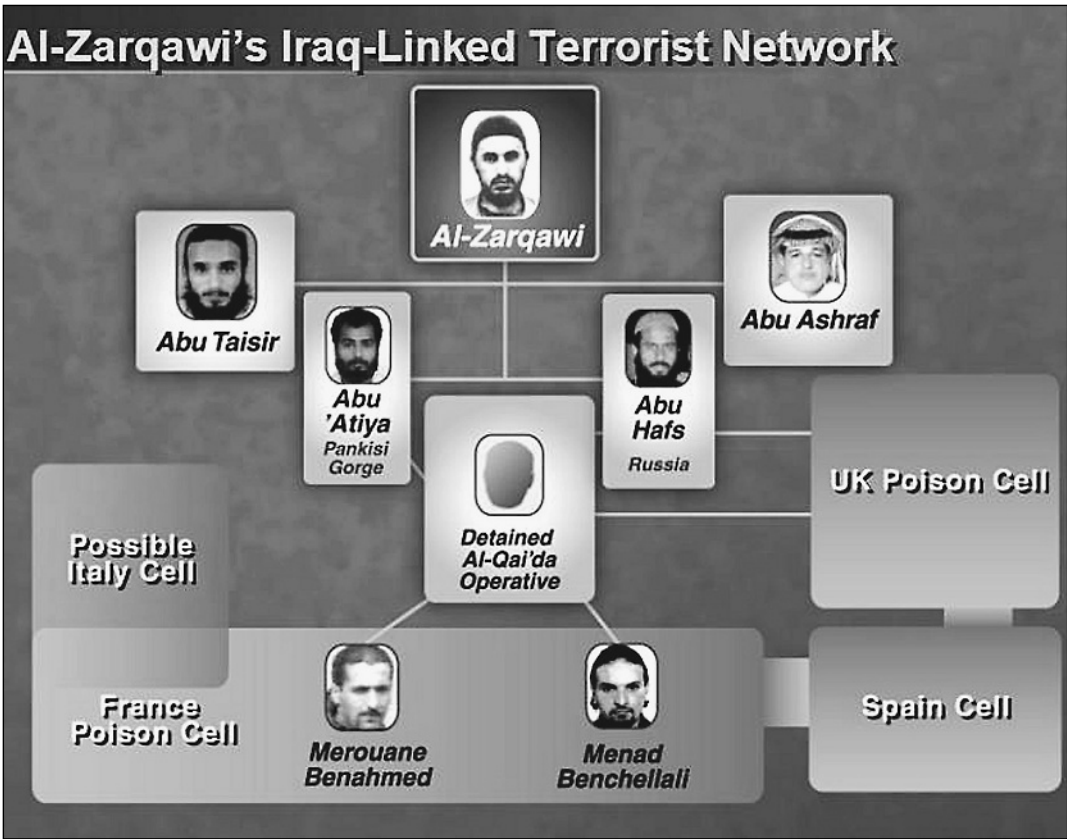 Al-Zarqawi's Iraq-Linked Terrorist Network
Al-Zarqawi
Abu Taisir
Abu Ashraf
Abu
'Atiya
Pankisi
Gorge
Abu
Hafs
Russia
Detained
Al-Qai'da
Operative
UK Poison Cell
Possible
Italy Cell
France
Poison Cell
Merouane
Benahmed
Menad
Benchellali
Spain Cell